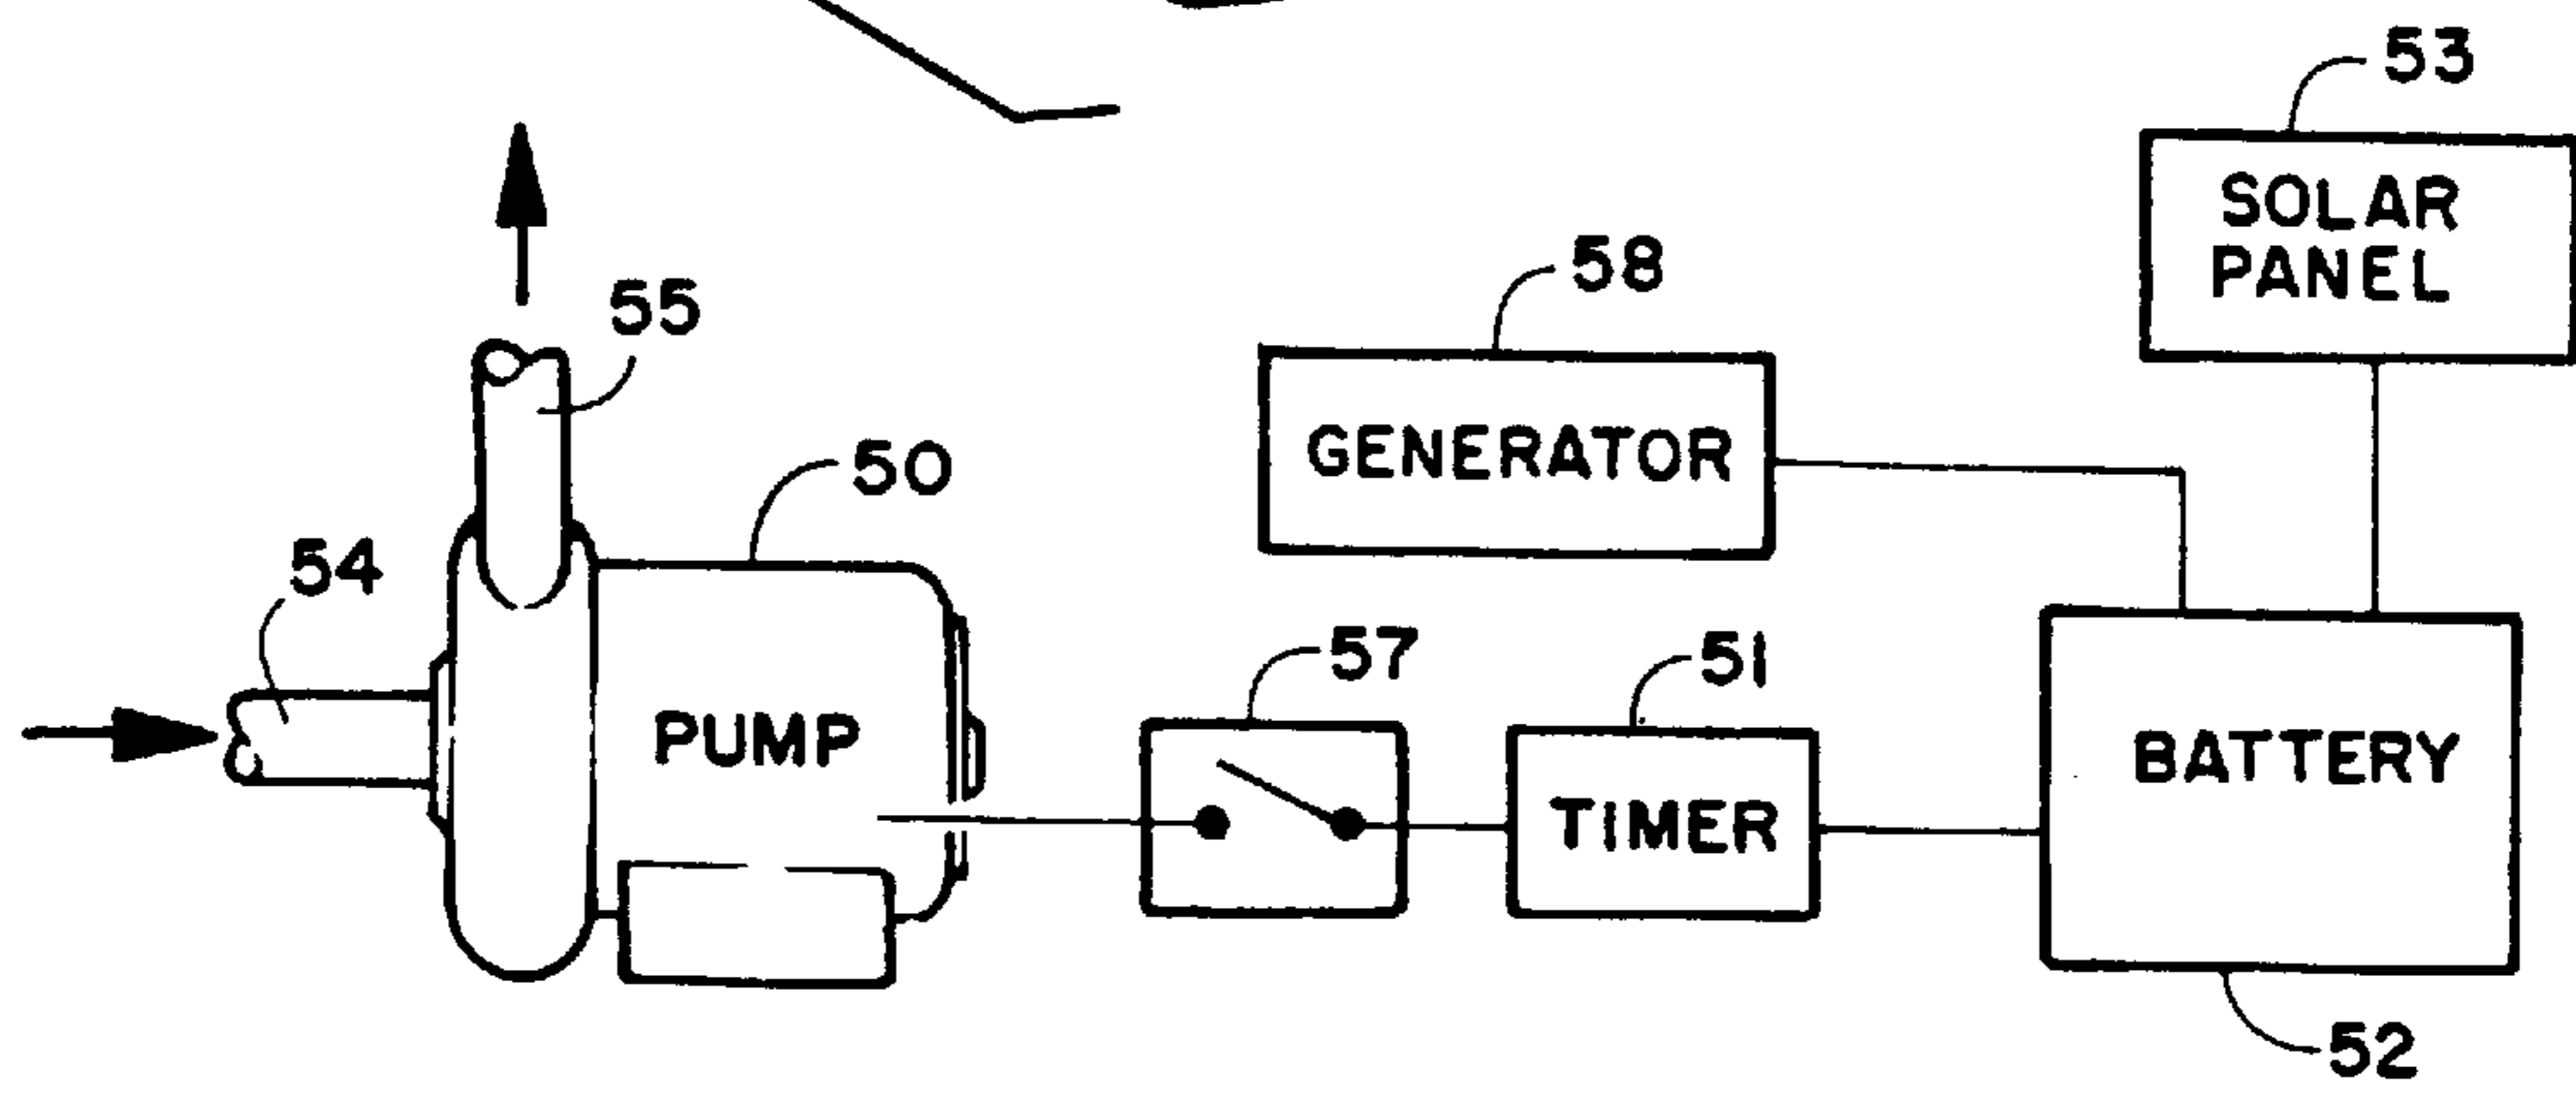 53
SOLAR
PANEL
58
55
GENERATOR
50
54
57
51
PUMP
BATTERY
TIMER
52